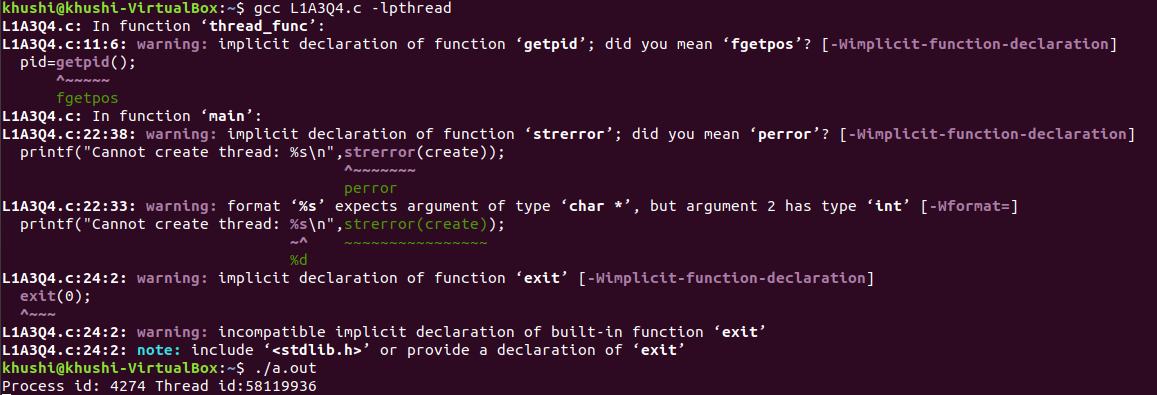 khushi@khushi-VirtualBox:~$ gcc L1A3Q4.c -lpthread
L1A3Q4.c: In function ‘thread_func’:
L1A3Q4.c:11:6: warning: implicit declaration of function ‘getpid’; did you mean ‘fgetpos’? [-Wimplicit-function-declaration]
  pid=getpid();
      ^~~~~~
      fgetpos
L1A3Q4.c: In function ‘main’:
L1A3Q4.c:22:38: warning: implicit declaration of function ‘strerror’; did you mean ‘perror’? [-Wimplicit-function-declaration]
  printf("Cannot create thread: %s\n",strerror(create));
                                      ^~~~~~~~
                                      perror
L1A3Q4.c:22:33: warning: format ‘%s’ expects argument of type ‘char *’, but argument 2 has type ‘int’ [-Wformat=]
  printf("Cannot create thread: %s\n",strerror(create));
                                ~^    ~~~~~~~~~~~~~~~~
                                %d
L1A3Q4.c:24:2: warning: implicit declaration of function ‘exit’ [-Wimplicit-function-declaration]
  exit(0);
  ^~~~
L1A3Q4.c:24:2: warning: incompatible implicit declaration of built-in function ‘exit’
L1A3Q4.c:24:2: note: include ‘<stdlib.h>’ or provide a declaration of ‘exit’
khushi@khushi-VirtualBox:~$ ./a.out
Process id: 4274 Thread id:58119936